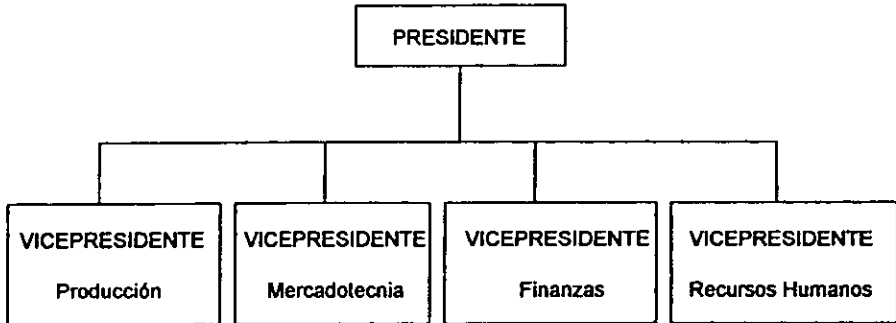 PRESIDENTE
VICEPRESIDENTE
Producción
VICEPRESIDENTE
Mercadotecnia
VICEPRESIDENTE
Finanzas
VICEPRESIDENTE
Recursos Humanos